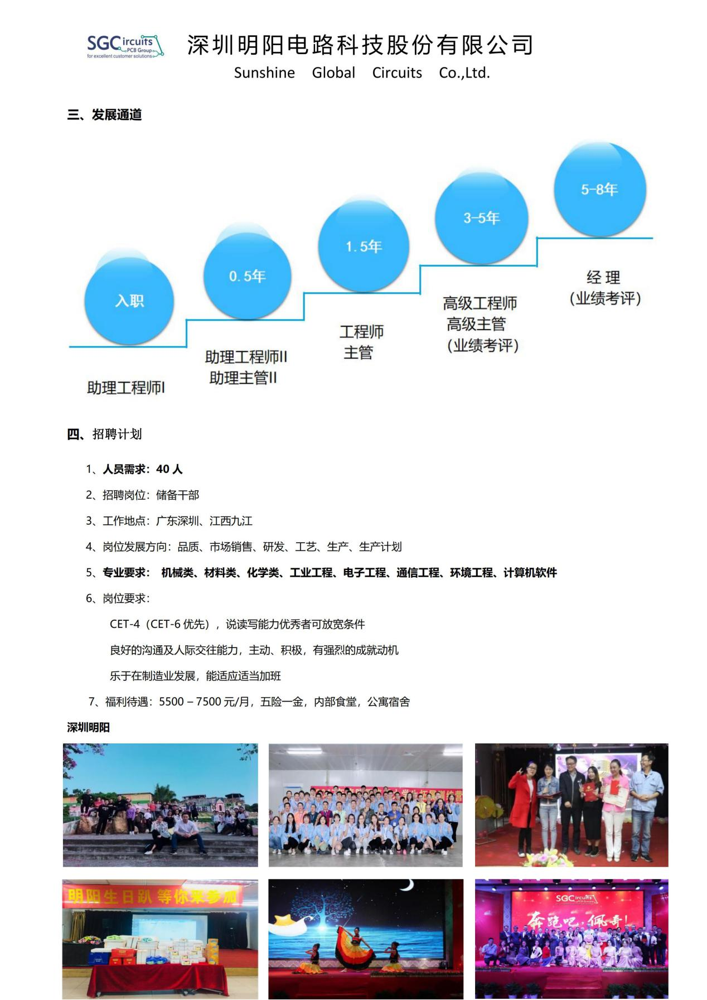 SGCircuits
PCB Group
for excellent customer solutions
深圳明阳电路科技股份有限公司
Sunshine Global Circuits Co.,Ltd.
三、发展通道
入职
0.5年
1.5年
3-5年
5-8年
助理工程师I
助理工程师II
助理主管II
工程师
主管
高级工程师
高级主管
（业绩考评）
经 理
（业绩考评）
四、招聘计划
1、人员需求：40 人
2、招聘岗位：储备干部
3、工作地点：广东深圳、江西九江
4、岗位发展方向：品质、市场销售、研发、工艺、生产、生产计划
5、专业要求： 机械类、材料类、化学类、工业工程、电子工程、通信工程、环境工程、计算机软件
6、岗位要求：
CET-4（CET-6 优先），说读写能力优秀者可放宽条件
良好的沟通及人际交往能力，主动、积极，有强烈的成就动机
乐于在制造业发展，能适应适当加班
7、福利待遇：5500 – 7500 元/月，五险一金，内部食堂，公寓宿舍
深圳明阳
学生拓展训练营
明阳生日趴 等你来参加
SGCircuits
PCB Group
奔跑吧，佩奇！